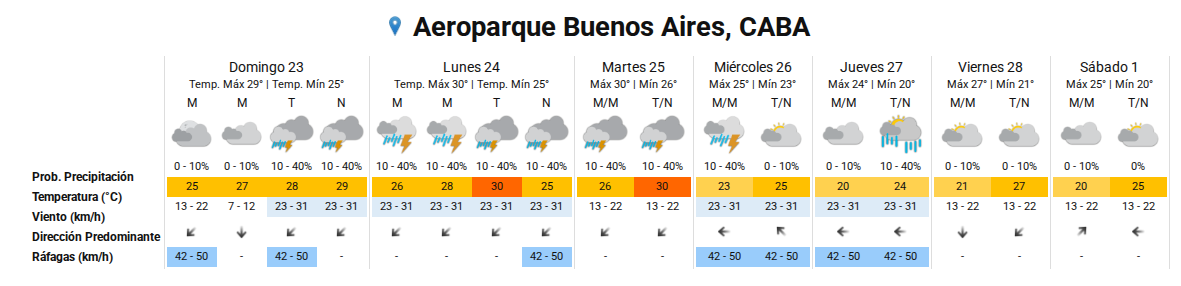 Aeroparque Buenos Aires, CABA
Domingo 23 Lunes 24 Martes 25 Miércoles 26 Jueves 27 Viernes 28 Sábado 1
Temp. Máx 29° | Temp. Mín 25° Temp. Máx 30° | Temp. Mín 25° Máx 30° | Mín 26° Máx 25° | Mín 23° Máx 24° | Mín 20° Máx 27° | Mín 21° Máx 25° | Mín 20°
M M T N M M T N M/M T/N M/M T/N M/M T/N M/M T/N M/M T/N
Prob. Precipitación 0 - 10% 0 - 10% 10 - 40% 10 - 40% 10 - 40% 10 - 40% 10 - 40% 10 - 40% 10 - 40% 10 - 40% 10 - 40% 0 - 10% 0 - 10% 10 - 40% 0 - 10% 0 - 10% 0 - 10% 0%
Temperatura (°C) 25 27 28 29 26 28 30 25 26 30 23 25 20 24 21 27 20 25
Viento (km/h) 13 - 22 7 - 12 23 - 31 23 - 31 23 - 31 23 - 31 23 - 31 23 - 31 13 - 22 13 - 22 23 - 31 23 - 31 23 - 31 23 - 31 13 - 22 13 - 22 13 - 22 13 - 22
Dirección Predominante
Ráfagas (km/h) 42 - 50 - 42 - 50 - - - - 42 - 50 - - 42 - 50 42 - 50 42 - 50 42 - 50 - - - -